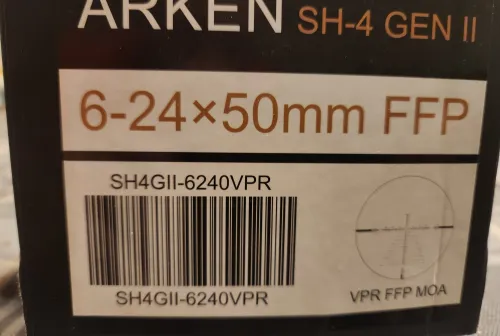 ARKEN SH-4 GEN II
6-24×50mm FFP
SH4GII-6240VPR
SH4GII-6240VPR
VPR FFP MOA